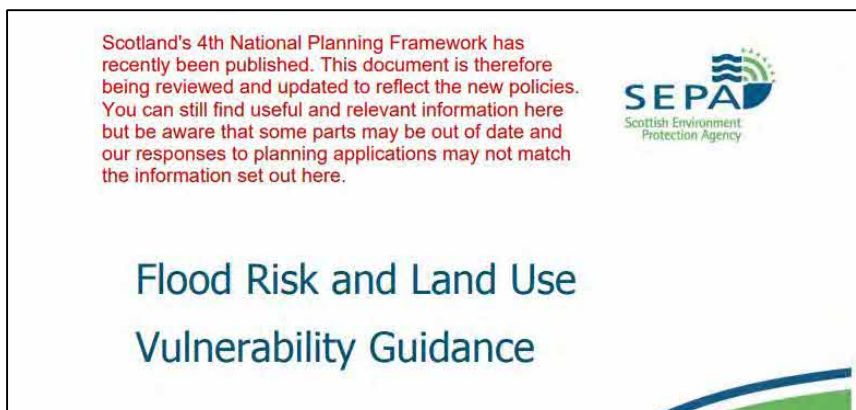 Scotland's 4th National Planning Framework has
recently been published. This document is therefore
being reviewed and updated to reflect the new policies.
You can still find useful and relevant information here
but be aware that some parts may be out of date and
our responses to planning applications may not match
the information set out here.
SEPA
Scottish Environment
Protection Agency
Flood Risk and Land Use
Vulnerability Guidance